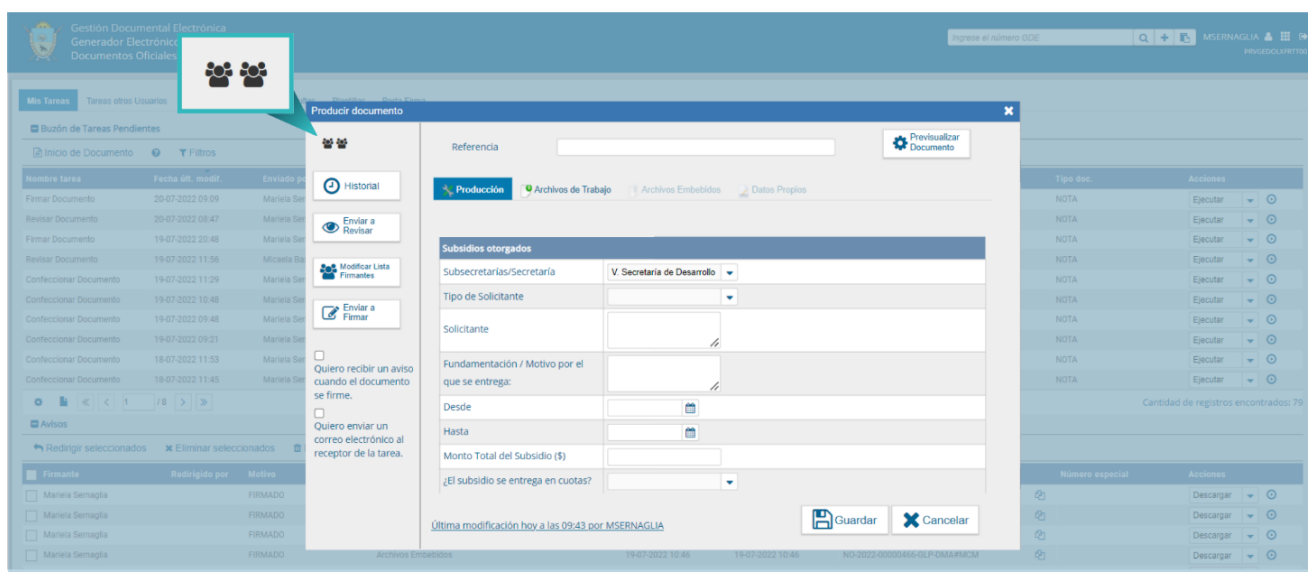 Gestión Documental Electrónica
Generador Electrónico
Documentos Oficiales
Ingrese el número GDE
MSERNAGLIA
Mis Tareas
Tareas otros Usuarios
Buzón de Tareas Pendientes
Inicio de Documento
Filtros
Nombre tarea Fecha últ. modif. Enviado po Tipo doc. Acciones
Firmar Documento 20-07-2022 09:09 Mariela Ser NOTA Ejecutar
Revisar Documento 20-07-2022 08:47 Mariela Ser NOTA Ejecutar
Firmar Documento 19-07-2022 20:48 Mariela Ser NOTA Ejecutar
Revisar Documento 19-07-2022 11:56 Micaela Ba NOTA Ejecutar
Confeccionar Documento 19-07-2022 11:29 Mariela Ser NOTA Ejecutar
Confeccionar Documento 19-07-2022 10:48 Mariela Ser NOTA Ejecutar
Confeccionar Documento 19-07-2022 09:48 Mariela Ser NOTA Ejecutar
Confeccionar Documento 19-07-2022 09:21 Mariela Ser NOTA Ejecutar
Confeccionar Documento 18-07-2022 11:53 Mariela Ser NOTA Ejecutar
Confeccionar Documento 18-07-2022 11:45 Mariela Ser NOTA Ejecutar
1 /8
Cantidad de registros encontrados: 79
Avisos
Redirigir seleccionados
Eliminar seleccionados
Firmante Redirigido por Motivo Número especial Acciones
Mariela Sernaglia FIRMADO Descargar
Mariela Sernaglia FIRMADO Descargar
Mariela Sernaglia FIRMADO Descargar
Mariela Sernaglia FIRMADO Archivos Embebidos 19-07-2022 10:46 19-07-2022 10:46 NO-2022-00000466-GLP-DMA#MCM Descargar
Producir documento
Historial
Enviar a
Revisar
Modificar Lista
Firmantes
Enviar a
Firmar
Quiero recibir un aviso
cuando el documento
se firme.
Quiero enviar un
correo electrónico al
receptor de la tarea.
Referencia
Previsualizar
Documento
Producción
Archivos de Trabajo
Archivos Embebidos
Datos Propios
Subsidios otorgados
Subsecretarías/Secretaría V. Secretaria de Desarrollo
Tipo de Solicitante
Solicitante
Fundamentación / Motivo por el
que se entrega:
Desde
Hasta
Monto Total del Subsidio ($)
¿El subsidio se entrega en cuotas?
Última modificación hoy a las 09:43 por MSERNAGLIA
Guardar
Cancelar